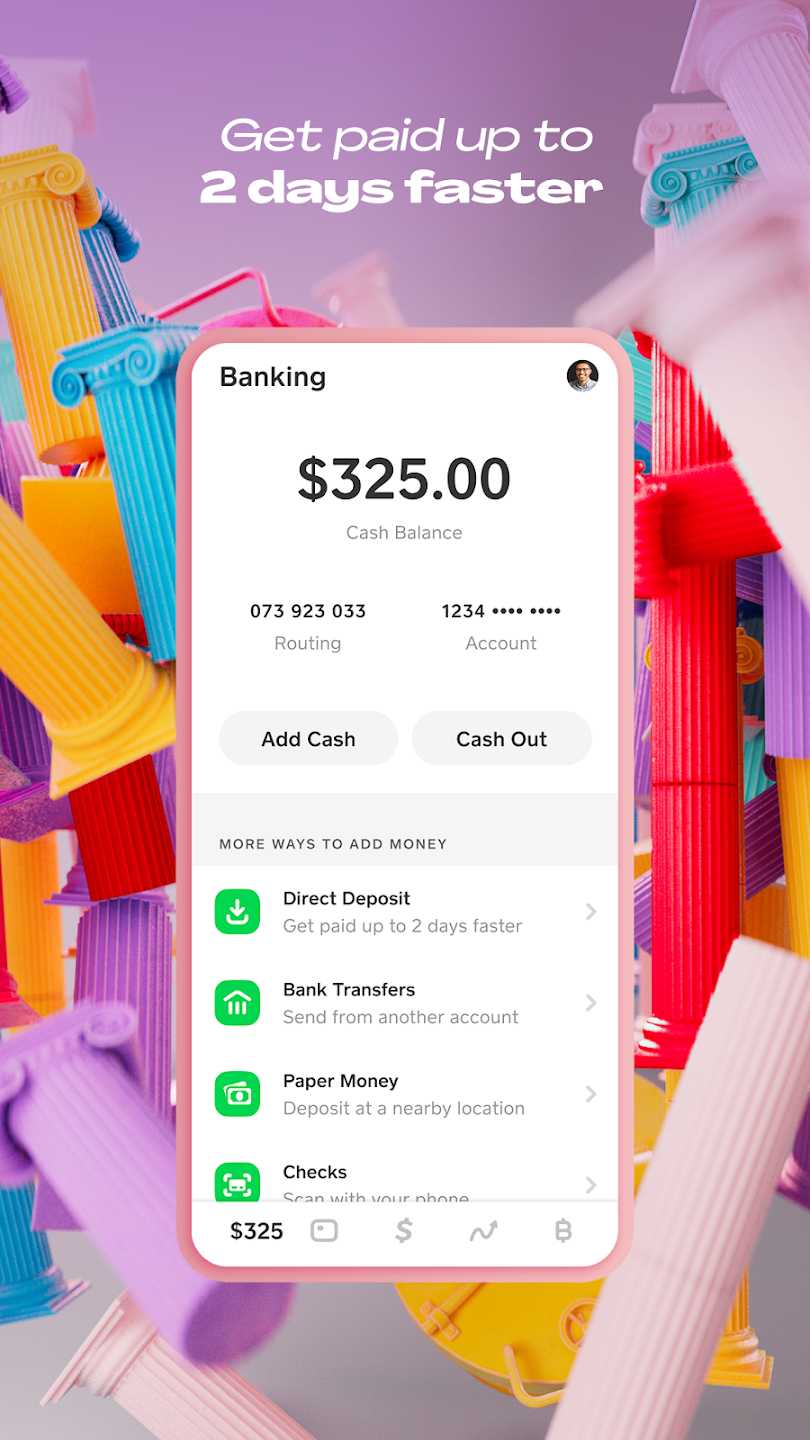 Get paid up to
2 days faster
Banking
$325.00
Cash Balance
073 923 033
Routing
1234 •••• ••••
Account
Add Cash
Cash Out
MORE WAYS TO ADD MONEY
Direct Deposit
Get paid up to 2 days faster
Bank Transfers
Send from another account
Paper Money
Deposit at a nearby location
Checks
Scan with your phone
$325